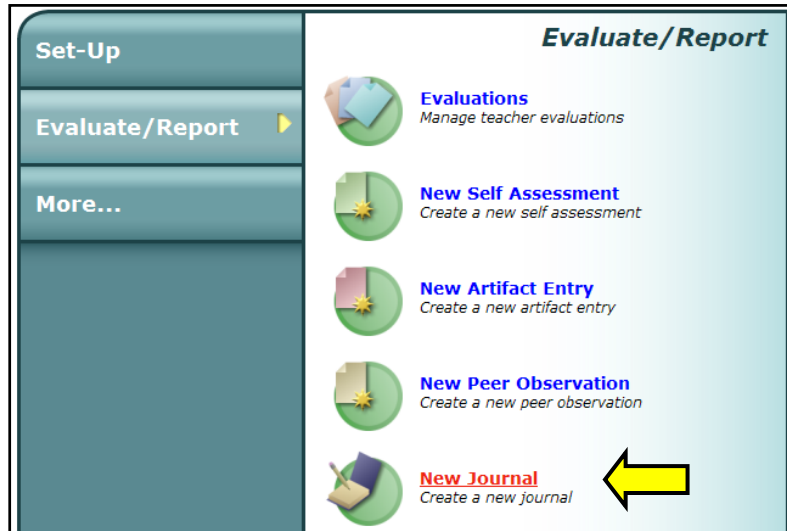 Set-Up
Evaluate/Report
More...
Evaluate/Report
Evaluations
Manage teacher evaluations
New Self Assessment
Create a new self assessment
New Artifact Entry
Create a new artifact entry
New Peer Observation
Create a new peer observation
New Journal
Create a new journal